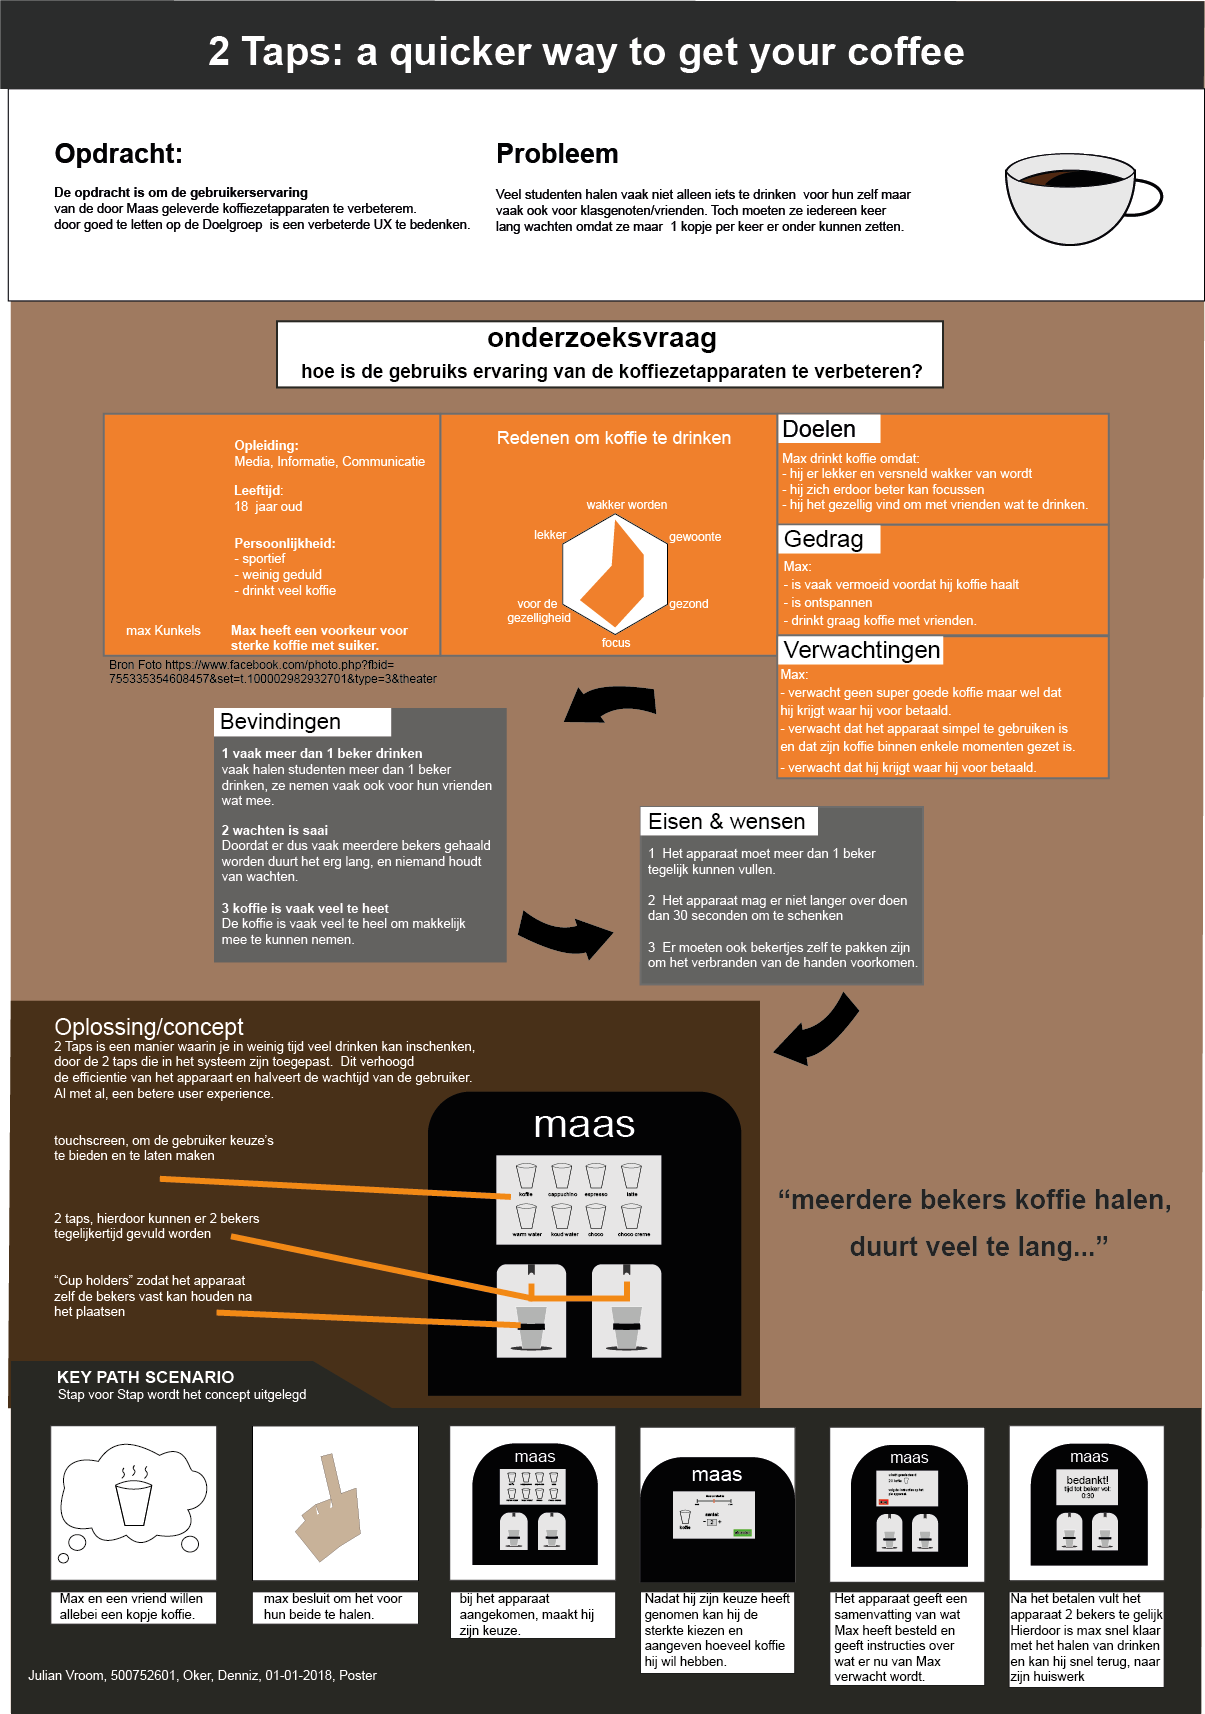 2 Taps: a quicker way to get your coffee
Opdracht:
De opdracht is om de gebruikerservaring
van de door Maas geleverde koffiezetapparaten te verbeterem.
door goed te letten op de Doelgroep is een verbeterde UX te bedenken.
Probleem
Veel studenten halen vaak niet alleen iets te drinken voor hun zelf maar
vaak ook voor klasgenoten/vrienden. Toch moeten ze iedereen keer
lang wachten omdat ze maar 1 kopje per keer er onder kunnen zetten.
onderzoeksvraag
hoe is de gebruiks ervaring van de koffiezetapparaten te verbeteren?
Opleiding:
Media, Informatie, Communicatie
Leeftijd:
18 jaar oud
Persoonlijkheid:
- sportief
- weinig geduld
- drinkt veel koffie
max Kunkels
Max heeft een voorkeur voor
sterke koffie met suiker.
Bron Foto https://www.facebook.com/photo.php?fbid=
755335354608457&set=t.100002982932701&type=3&theater
Redenen om koffie te drinken
wakker worden
lekker
gewoonte
voor de
gezelligheid
gezond
focus
Doelen
Max drinkt koffie omdat:
- hij er lekker en versneld wakker van wordt
- hij zich erdoor beter kan focussen
- hij het gezellig vind om met vrienden wat te drinken.
Gedrag
Max:
- is vaak vermoeid voordat hij koffie haalt
- is ontspannen
- drinkt graag koffie met vrienden.
Verwachtingen
Max:
- verwacht geen super goede koffie maar wel dat
hij krijgt waar hij voor betaald.
- verwacht dat het apparaat simpel te gebruiken is
en dat zijn koffie binnen enkele momenten gezet is.
- verwacht dat hij krijgt waar hij voor betaald.
Bevindingen
1 vaak meer dan 1 beker drinken
vaak halen studenten meer dan 1 beker
drinken, ze nemen vaak ook voor hun vrienden
wat mee.
2 wachten is saai
Doordat er dus vaak meerdere bekers gehaald
worden duurt het erg lang, en niemand houdt
van wachten.
3 koffie is vaak veel te heet
De koffie is vaak veel te heel om makkelijk
mee te kunnen nemen.
Eisen & wensen
1 Het apparaat moet meer dan 1 beker
tegelijk kunnen vullen.
2 Het apparaat mag er niet langer over doen
dan 30 seconden om te schenken
3 Er moeten ook bekertjes zelf te pakken zijn
om het verbranden van de handen voorkomen.
Oplossing/concept
2 Taps is een manier waarin je in weinig tijd veel drinken kan inschenken,
door de 2 taps die in het systeem zijn toegepast. Dit verhoogd
de efficientie van het apparaart en halveert de wachtijd van de gebruiker.
Al met al, een betere user experience.
touchscreen, om de gebruiker keuze's
te bieden en te laten maken
2 taps, hierdoor kunnen er 2 bekers
tegelijkertijd gevuld worden
"Cup holders" zodat het apparaat
zelf de bekers vast kan houden na
het plaatsen
maas
koffie cappuchino espresso latte
warm water koud water choco choco creme
"meerdere bekers koffie halen,
duurt veel te lang..."
KEY PATH SCENARIO
Stap voor Stap wordt het concept uitgelegd
maas
maas
koffie
aantal
- 2 +
maas
maas
bedankt!
tijd tot beker vol:
0:30
Max en een vriend willen
allebei een kopje koffie.
max besluit om het voor
hun beide te halen.
bij het apparaat
aangekomen, maakt hij
zijn keuze.
Nadat hij zijn keuze heeft
genomen kan hij de
sterkte kiezen en
aangeven hoeveel koffie
hij wil hebben.
Het apparaat geeft een
samenvatting van wat
Max heeft besteld en
geeft instructies over
wat er nu van Max
verwacht wordt.
Na het betalen vult het
apparaat 2 bekers te gelijk
Hierdoor is max snel klaar
met het halen van drinken
en kan hij snel terug, naar
zijn huiswerk
Julian Vroom, 500752601, Oker, Denniz, 01-01-2018, Poster